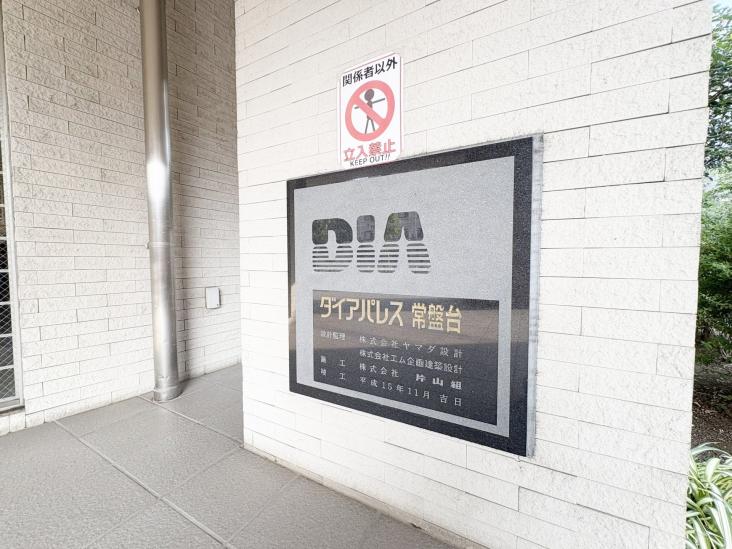 関係者以外
立入禁止
KEEP OUT!!
DIA
ダイアパレス 常盤台
設計監理 株式会社ヤマダ設計
株式会社エム企画建築設計
施工 株式会社 片山組
竣工 平成15年11月吉日